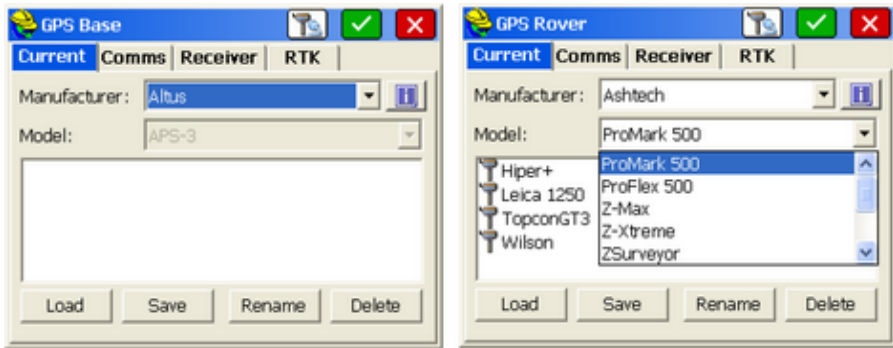 GPS Base
Current Comms Receiver RTK
Manufacturer: Altus
Model: APS-3
Load Save Rename Delete
GPS Rover
Current Comms Receiver RTK
Manufacturer: Ashtech
Model: ProMark 500
Hiper+
Leica 1250
TopconGT3
Wilson
ProMark 500
ProFlex 500
Z-Max
Z-Xtreme
ZSurveyor
Load Save Rename Delete